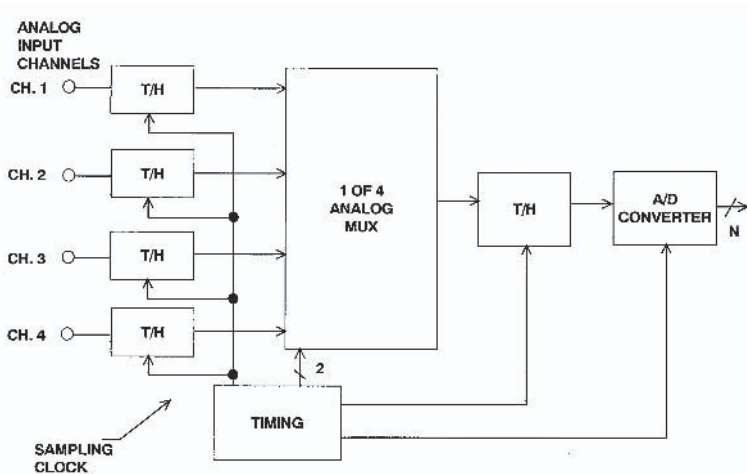 ANALOG
INPUT
CHANNELS
CH. 1
T/H
CH. 2
T/H
CH. 3
T/H
CH. 4
T/H
1 OF 4
ANALOG
MUX
T/H
A/D
CONVERTER
N
2
TIMING
SAMPLING
CLOCK